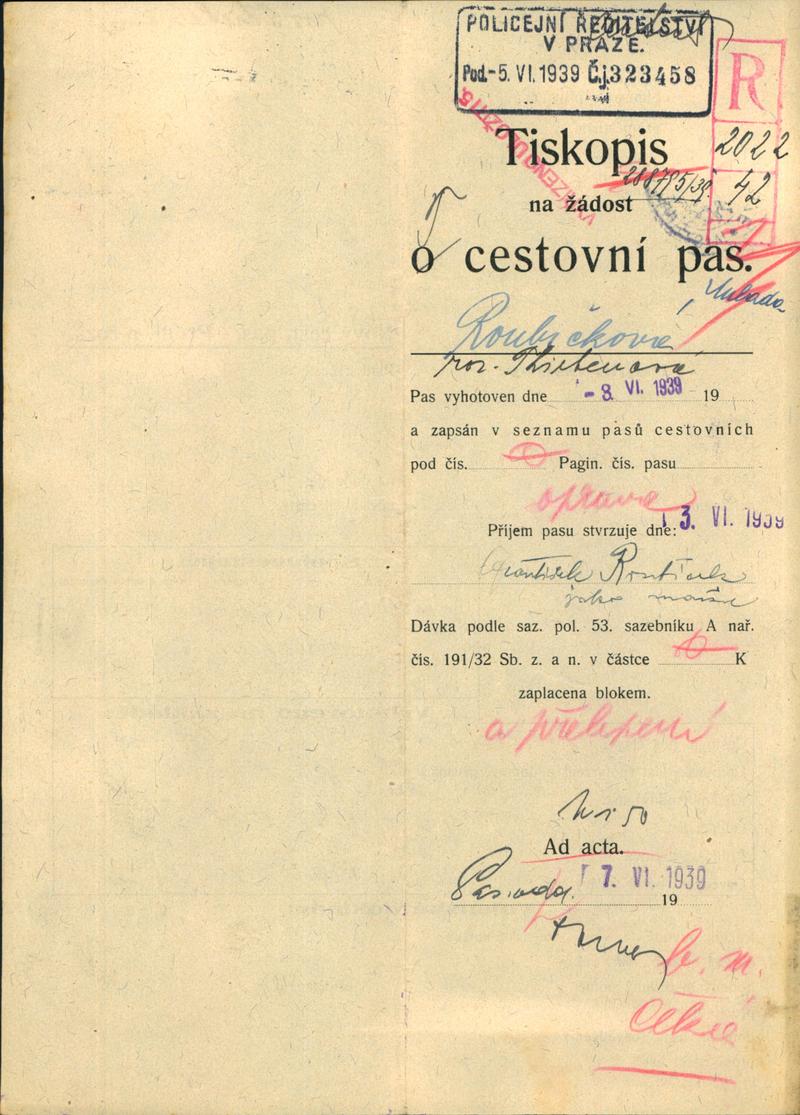 POLICEJNÍ ŘEDITELSTVÍ
V PRAZE.
Pod. -5. VI. 1939 Č.j. 323458
R
Tiskopis
2022
288785/39
42
na žádost
o cestovní pas.
Roubíčková
roz.
Pas vyhotoven dne - 8. VI. 1939 19
a zapsán v seznamu pasů cestovních
pod čís. Pagin. čís. pasu
oprava
Příjem pasu stvrzuje dne: 13. VI. 1939
František Roubíček
jako
Dávka podle saz. pol. 53. sazebníku A nař.
čís. 191/32 Sb. z. a n. v částce K
zaplacena blokem.
a přelepení
Ad acta.
7. VI. 1939
19
b. m.